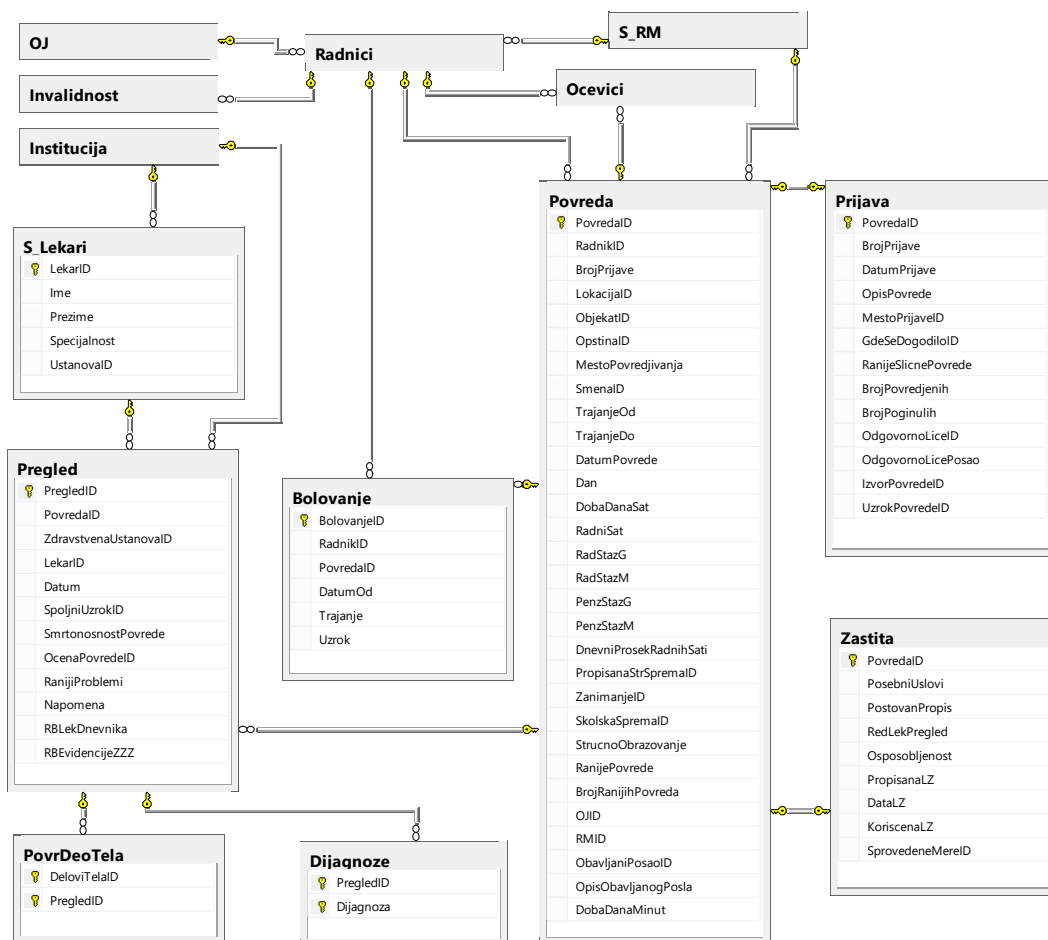 OJ
Radnici
S_RM
Invalidnost
Ocevici
Institucija
S_Lekari
LekarID
Ime
Prezime
Specijalnost
UstanovaID
Pregled
PregledID
PovredaID
ZdravstvenaUstanovaID
LekarID
Datum
SpoljniUzrokID
SmrtonosnostPovrede
OcenaPovredeID
RanijiProblemi
Napomena
RBLekDnevnika
RBEvidencijeZZZ
PovrDeoTela
DeloviTelaID
PregledID
Dijagnoze
PregledID
Dijagnoza
Bolovanje
BolovanjeID
RadnikID
PovredaID
DatumOd
Trajanje
Uzrok
Povreda
PovredaID
RadnikID
BrojPrijave
LokacijaID
ObjekatID
OpstinaID
MestoPovredjivanja
SmenaID
TrajanjeOd
TrajanjeDo
DatumPovrede
Dan
DobaDanaSat
RadniSat
RadStazG
RadStazM
PenzStazG
PenzStazM
DnevniProsekRadnihSati
PropisanaStrSpremaID
ZanimanjeID
SkolskaSpremaID
StrucnoObrazovanje
RanijePovrede
BrojRanijihPovreda
OJID
RMID
ObavljaniPosaoID
OpisObavljanogPosla
DobaDanaMinut
Prijava
PovredaID
BrojPrijave
DatumPrijave
OpisPovrede
MestoPrijaveID
GdeSeDogodiloID
RanijeSlicnePovrede
BrojPovredjenih
BrojPoginulih
OdgovornoLiceID
OdgovornoLicePosao
IzvorPovredeID
UzrokPovredeID
Zastita
PovredaID
PosebniUslovi
PostovanPropis
RedLekPregled
Osposobljenost
PropisanaLZ
DataLZ
KoriscenaLZ
SprovedeneMereID